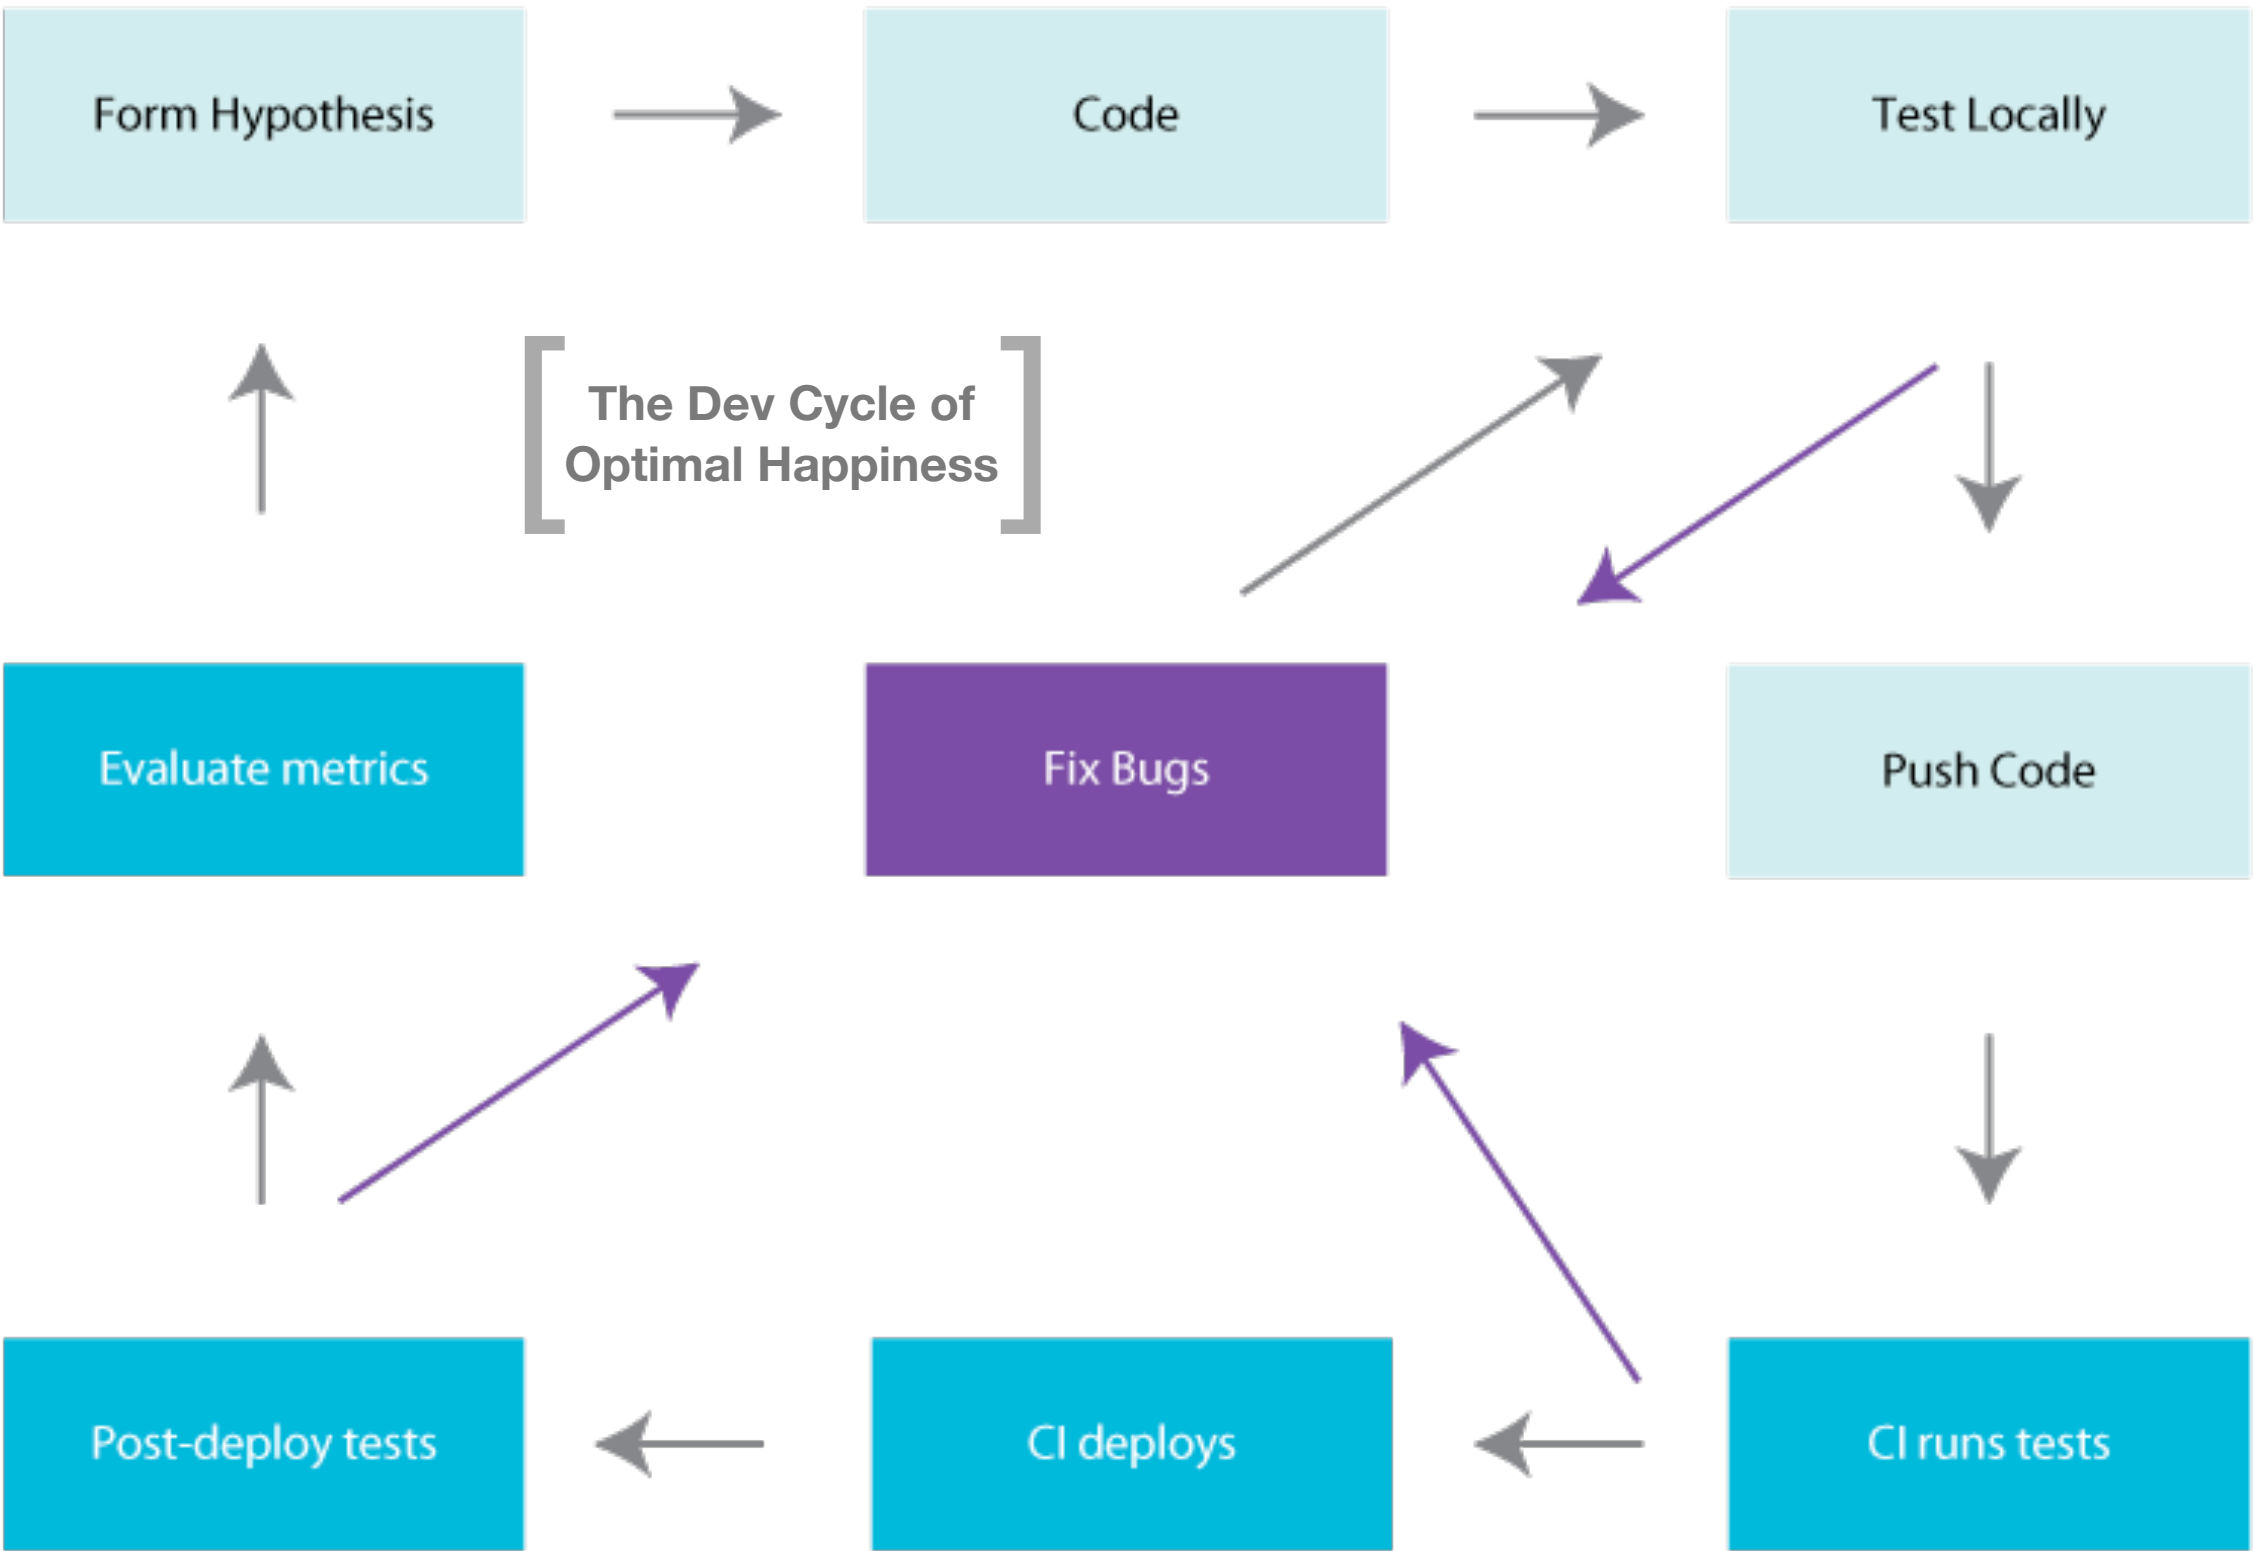 Form Hypothesis
Code
Test Locally
The Dev Cycle of
Optimal Happiness
Evaluate metrics
Fix Bugs
Push Code
Post-deploy tests
CI deploys
CI runs tests